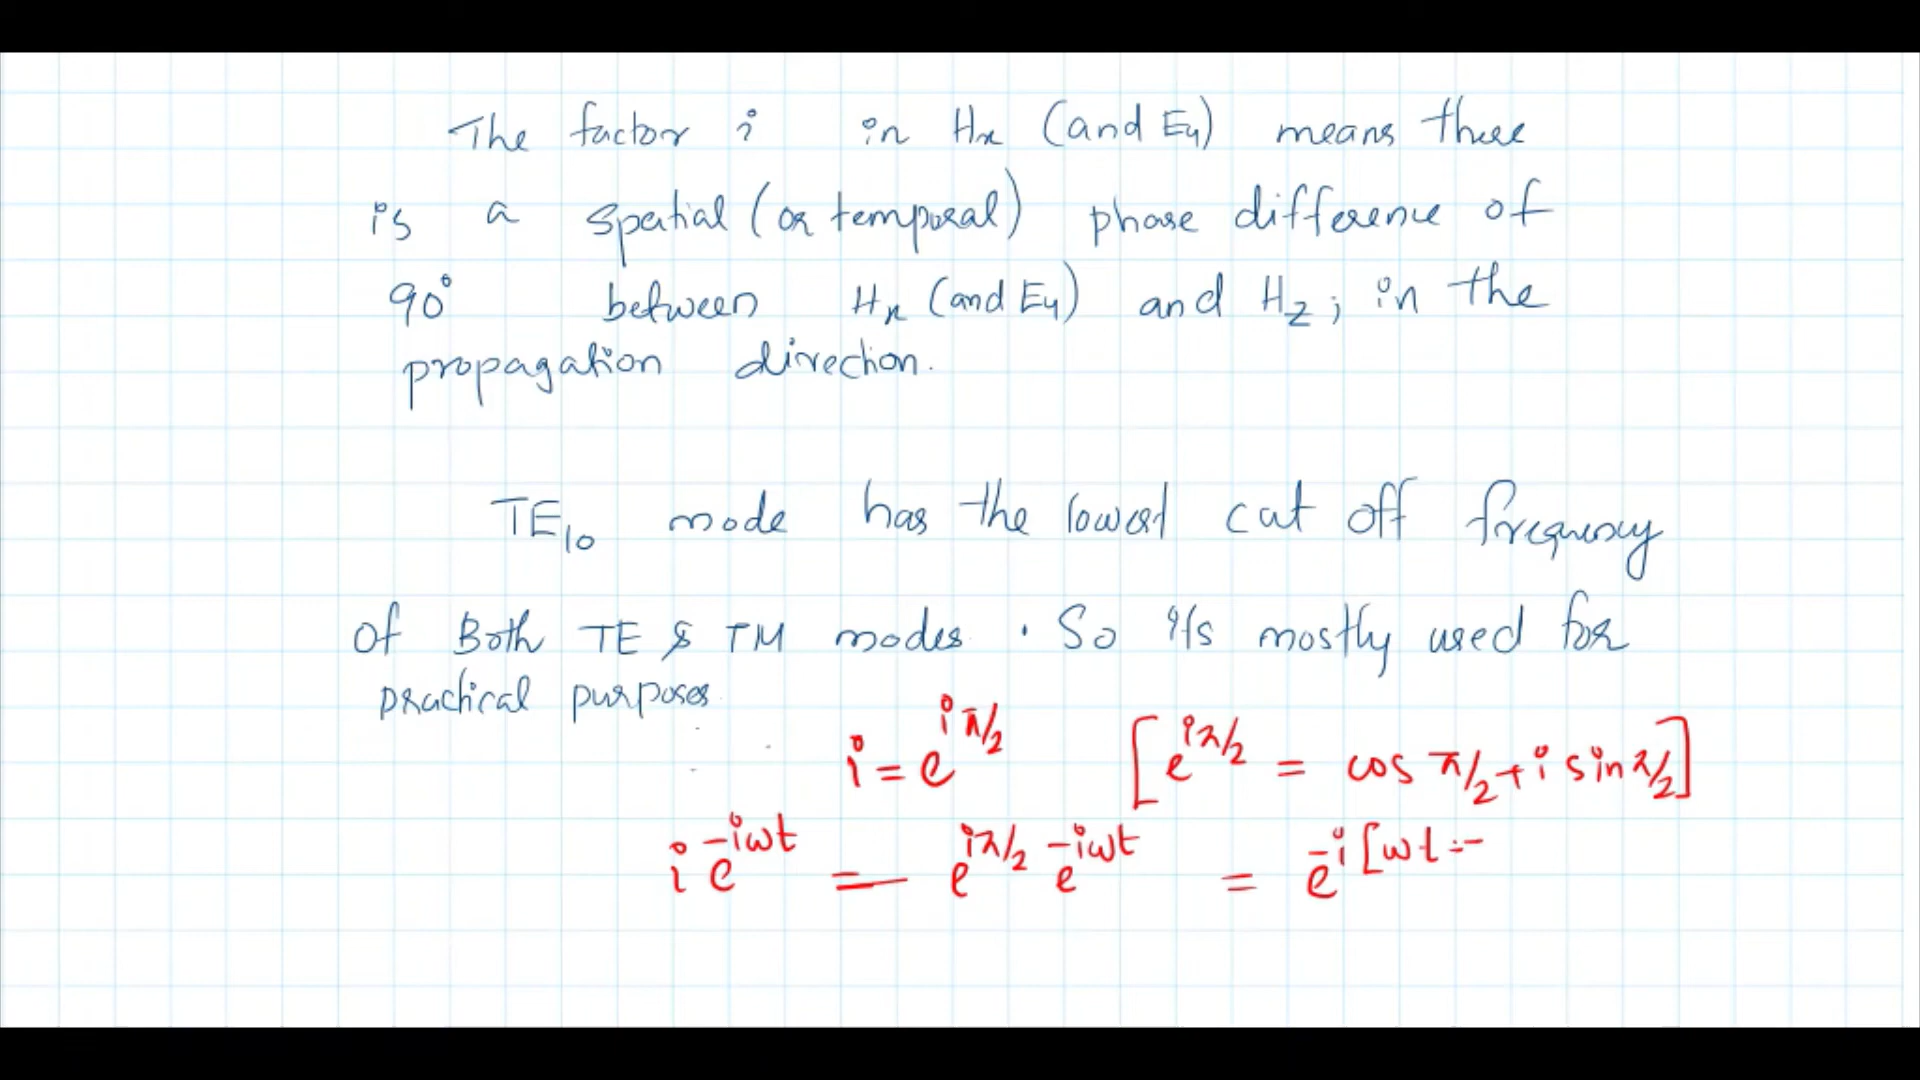 The factor i in Hx (and Ey) means there
is a spatial (or temporal) phase difference of
90° between Hx (and Ey) and Hz, in the
propagation direction.
TE10 mode has the lowest cut off frequency
Of Both TE & TM modes. So it's mostly used for
practical purposes
i = e^{iπ/2} [e^{iπ/2} = cos π/2 + i sin π/2]
i e^{-iωt} = e^{iπ/2} e^{-iωt} = e^{-i[ωt -